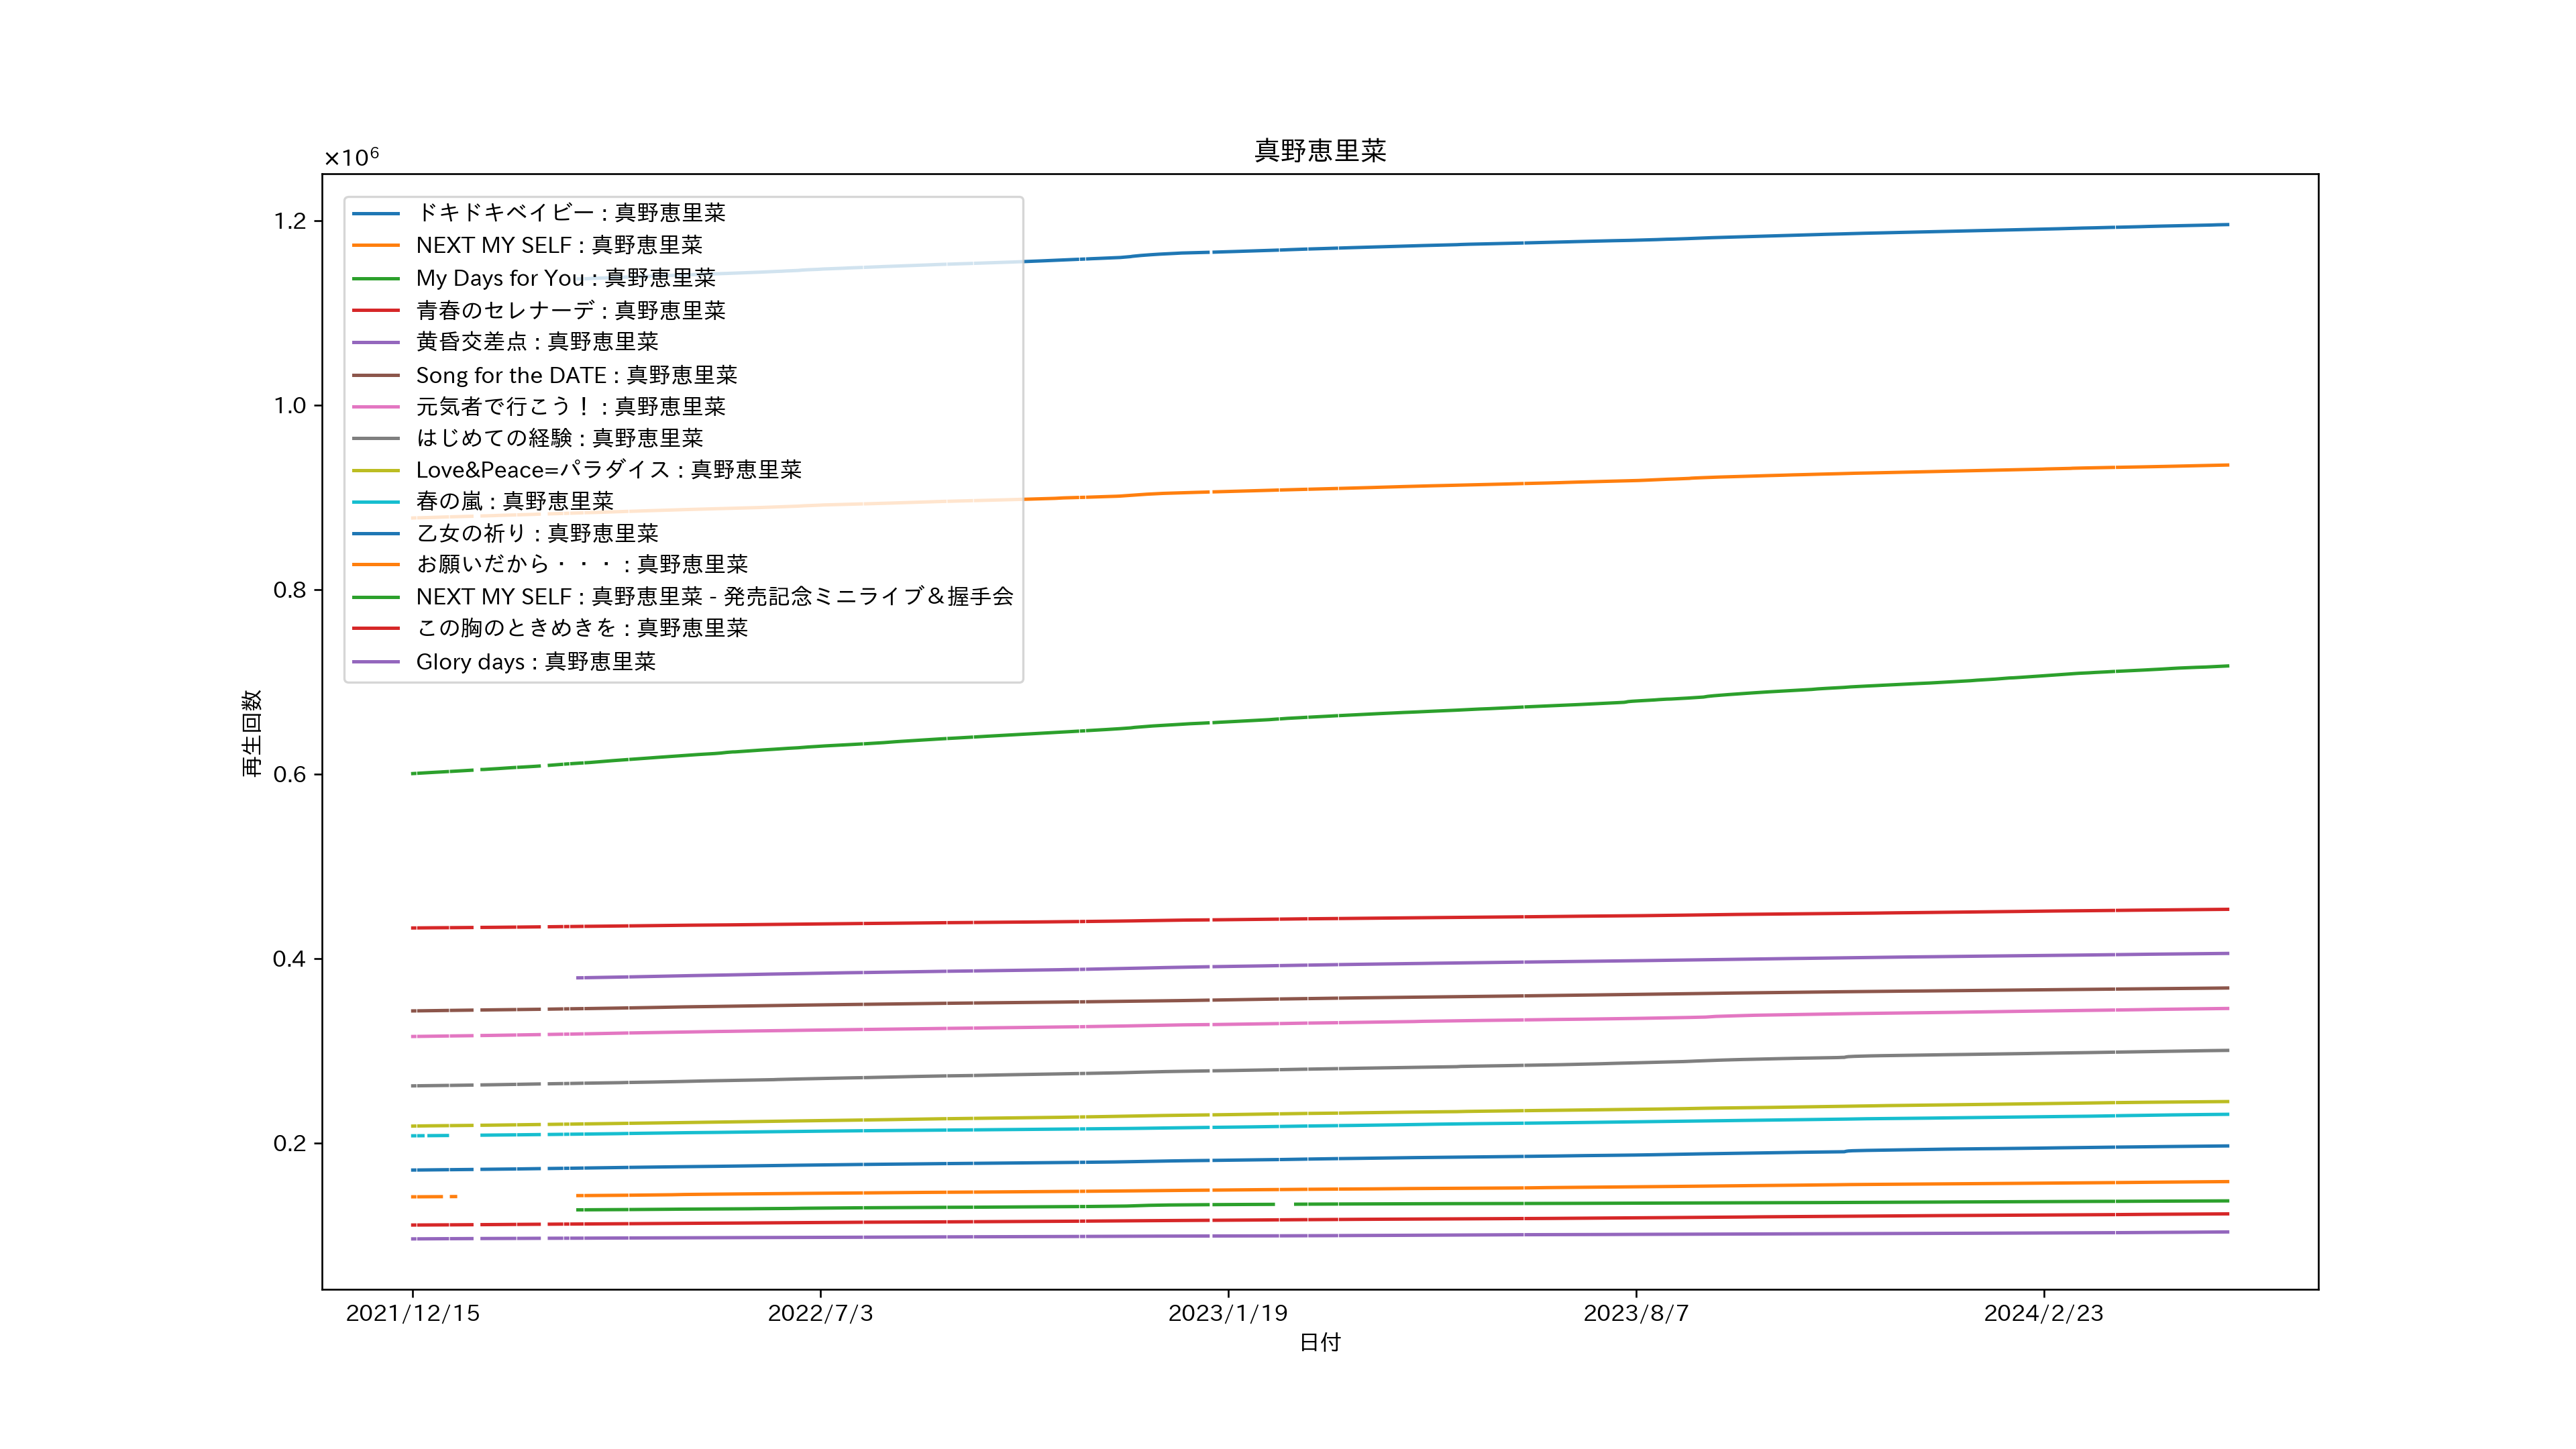 真野恵里菜
×10⁶
1.2
1.0
0.8
0.6
0.4
0.2
再生回数
ドキドキベイビー : 真野恵里菜
NEXT MY SELF : 真野恵里菜
My Days for You : 真野恵里菜
青春のセレナーデ : 真野恵里菜
黄昏交差点 : 真野恵里菜
Song for the DATE : 真野恵里菜
元気者で行こう！ : 真野恵里菜
はじめての経験 : 真野恵里菜
Love&Peace=パラダイス : 真野恵里菜
春の嵐 : 真野恵里菜
乙女の祈り : 真野恵里菜
お願いだから・・・ : 真野恵里菜
NEXT MY SELF : 真野恵里菜 - 発売記念ミニライブ＆握手会
この胸のときめきを : 真野恵里菜
Glory days : 真野恵里菜
2021/12/15
2022/7/3
2023/1/19
2023/8/7
2024/2/23
日付